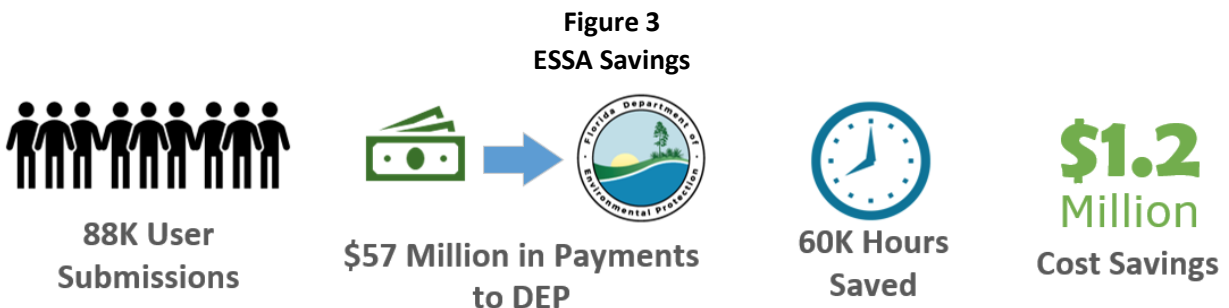 Figure 3
ESSA Savings
Florida Department of
Environmental Protection
88K User
Submissions
$57 Million in Payments
to DEP
60K Hours
Saved
$1.2
Million
Cost Savings